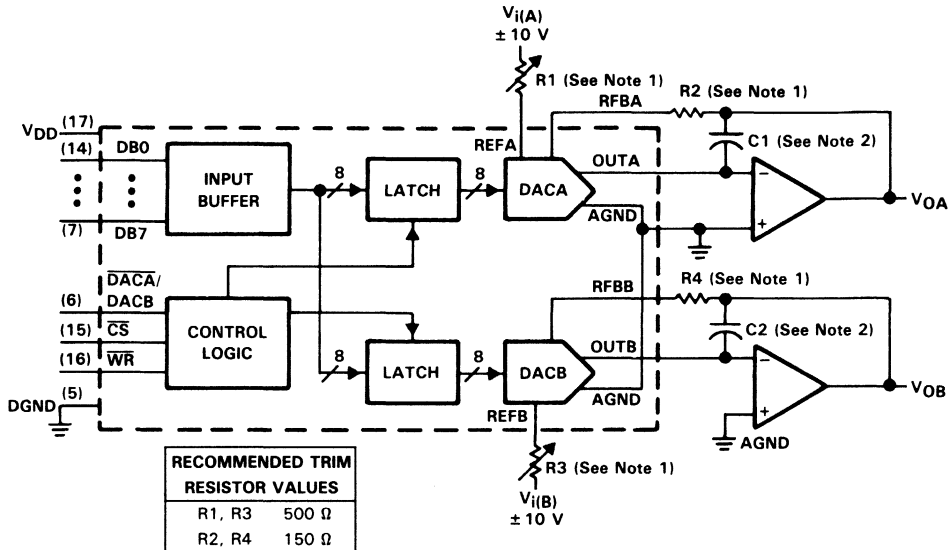 Vi(A)
± 10 V
R1 (See Note 1)
RFBA
R2 (See Note 1)
C1 (See Note 2)
VDD (17)
REFA
(14) DB0
INPUT
BUFFER
8
LATCH
8
DACA
OUTA
AGND
−
+
VOA
(7) DB7
DACA/
DACB
(6)
(15) CS
(16) WR
CONTROL
LOGIC
RFBB
R4 (See Note 1)
C2 (See Note 2)
8
LATCH
8
DACB
OUTB
AGND
−
+
VOB
AGND
DGND (5)
REFB
R3 (See Note 1)
Vi(B)
± 10 V
RECOMMENDED TRIM
RESISTOR VALUES
R1, R3 500 Ω
R2, R4 150 Ω